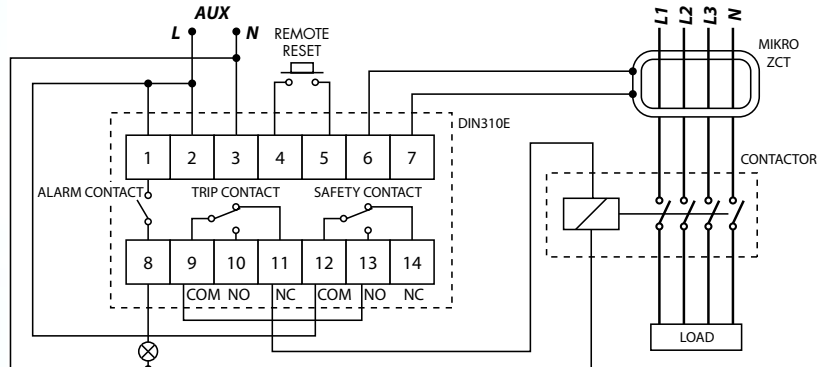 AUX
L N
REMOTE
RESET
L1 L2 L3 N
MIKRO
ZCT
DIN310E
1 2 3 4 5 6 7
CONTACTOR
ALARM CONTACT TRIP CONTACT SAFETY CONTACT
8 9 10 11 12 13 14
COM NO NC COM NO NC
LOAD